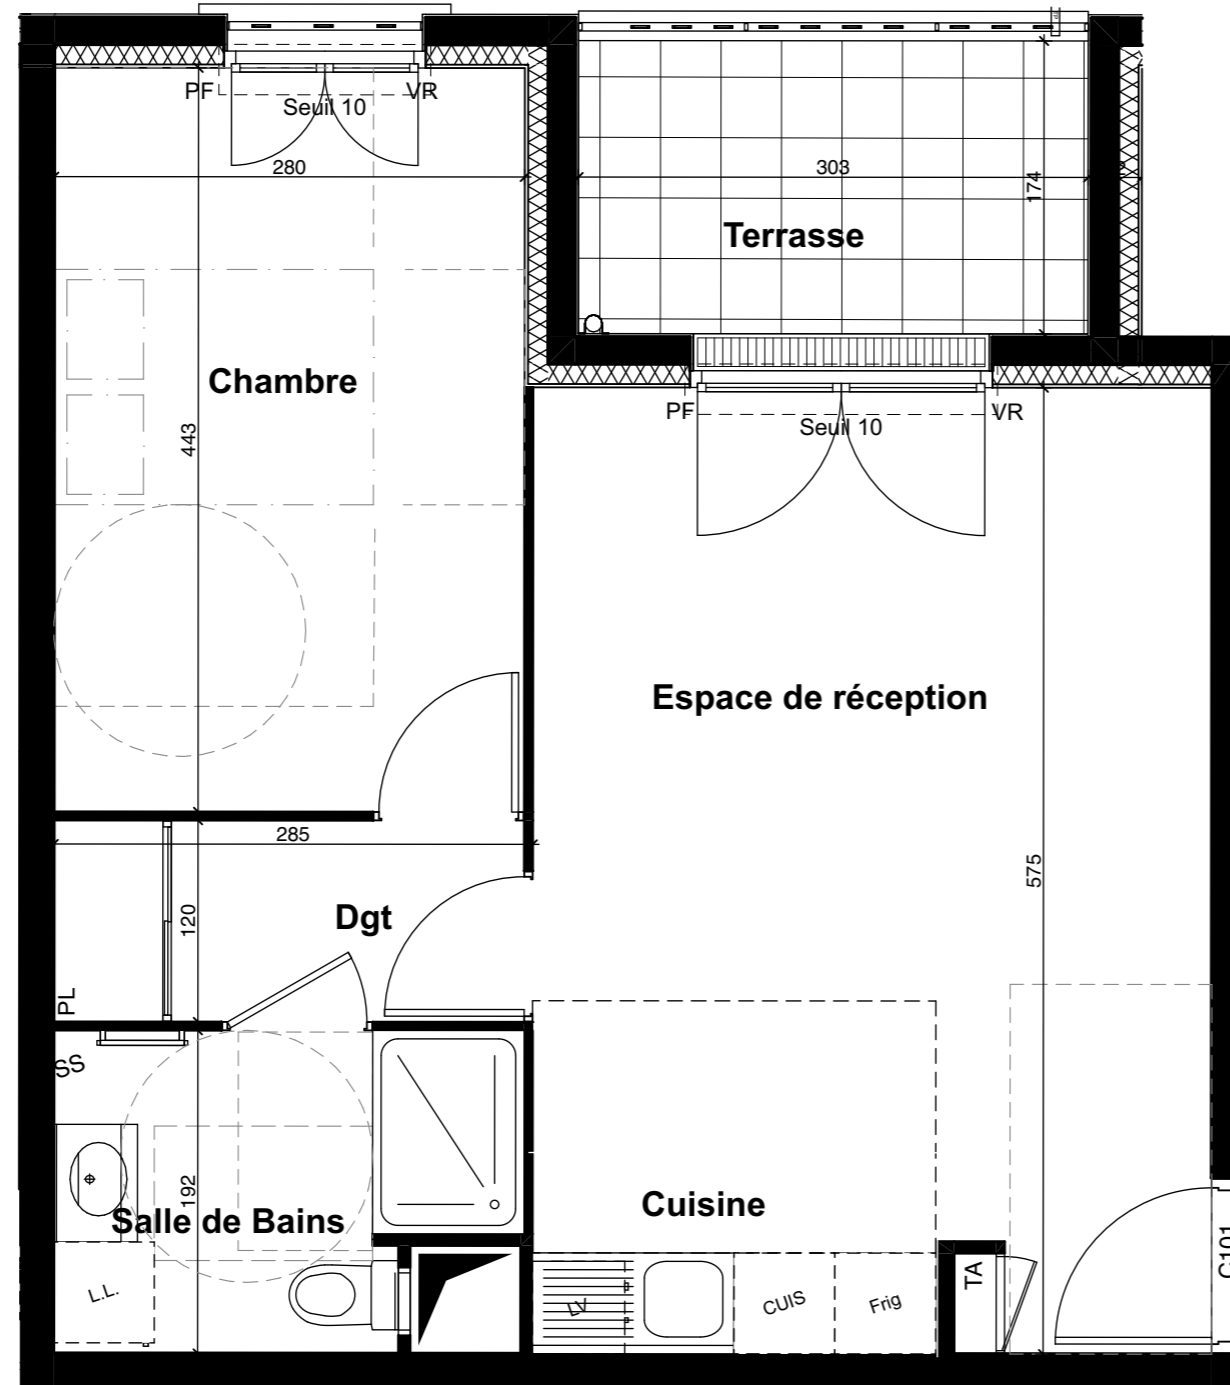 PF
VR
Seuil 10
280
303
174
Terrasse
Chambre
443
PF
VR
Seuil 10
Espace de réception
285
575
120
Dgt
PL
SS
192
Salle de Bains
Cuisine
C101
L.L.
LV
CUIS
Frig
TA